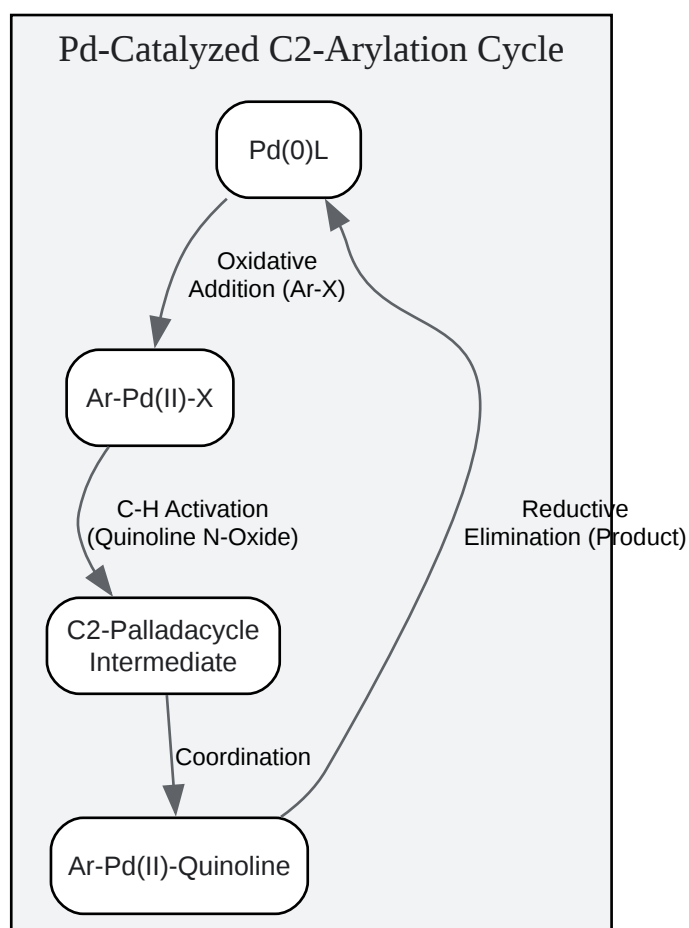 Pd-Catalyzed C2-Arylation Cycle
Pd(0)L
Oxidative
Addition (Ar-X)
Ar-Pd(II)-X
C-H Activation
(Quinoline N-Oxide)
Reductive
Elimination (Product)
C2-Palladacycle
Intermediate
Coordination
Ar-Pd(II)-Quinoline